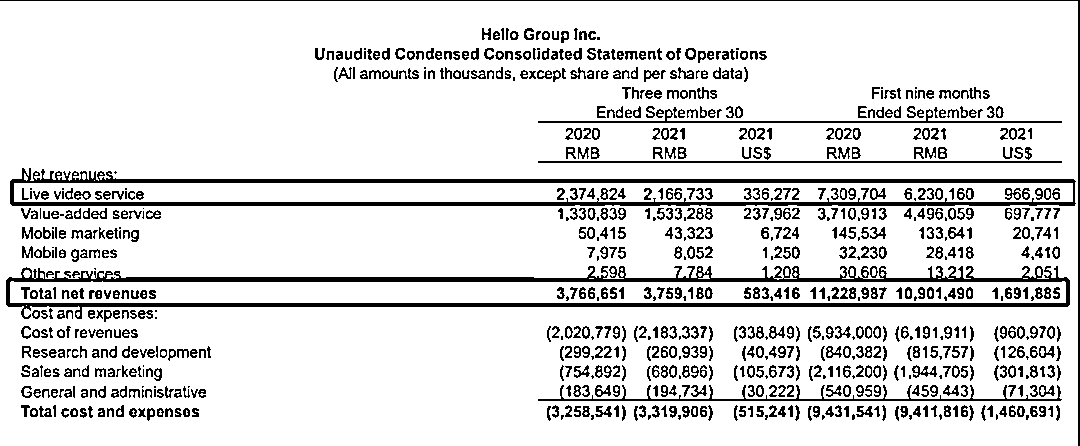 Hello Group Inc.
Unaudited Condensed Consolidated Statement of Operations
(All amounts in thousands, except share and per share data)
Three months First nine months
Ended September 30 Ended September 30
2020 2021 2021 2020 2021 2021
RMB RMB US$ RMB RMB US$
Net revenues:
Live video service 2,374,824 2,166,733 336,272 7,309,704 6,230,160 966,906
Value-added service 1,330,839 1,533,288 237,962 3,710,913 4,496,059 697,777
Mobile marketing 50,415 43,323 6,724 145,534 133,641 20,741
Mobile games 7,975 8,052 1,250 32,230 28,418 4,410
Other services 2,598 7,784 1,208 30,606 13,212 2,051
Total net revenues 3,766,651 3,759,180 583,416 11,228,987 10,901,490 1,691,885
Cost and expenses:
Cost of revenues (2,020,779) (2,183,337) (338,849) (5,934,000) (6,191,911) (960,970)
Research and development (299,221) (260,939) (40,497) (840,382) (815,757) (126,604)
Sales and marketing (754,892) (680,896) (105,673) (2,116,200) (1,944,705) (301,813)
General and administrative (183,649) (194,734) (30,222) (540,959) (459,443) (71,304)
Total cost and expenses (3,258,541) (3,319,906) (515,241) (9,431,541) (9,411,816) (1,460,691)